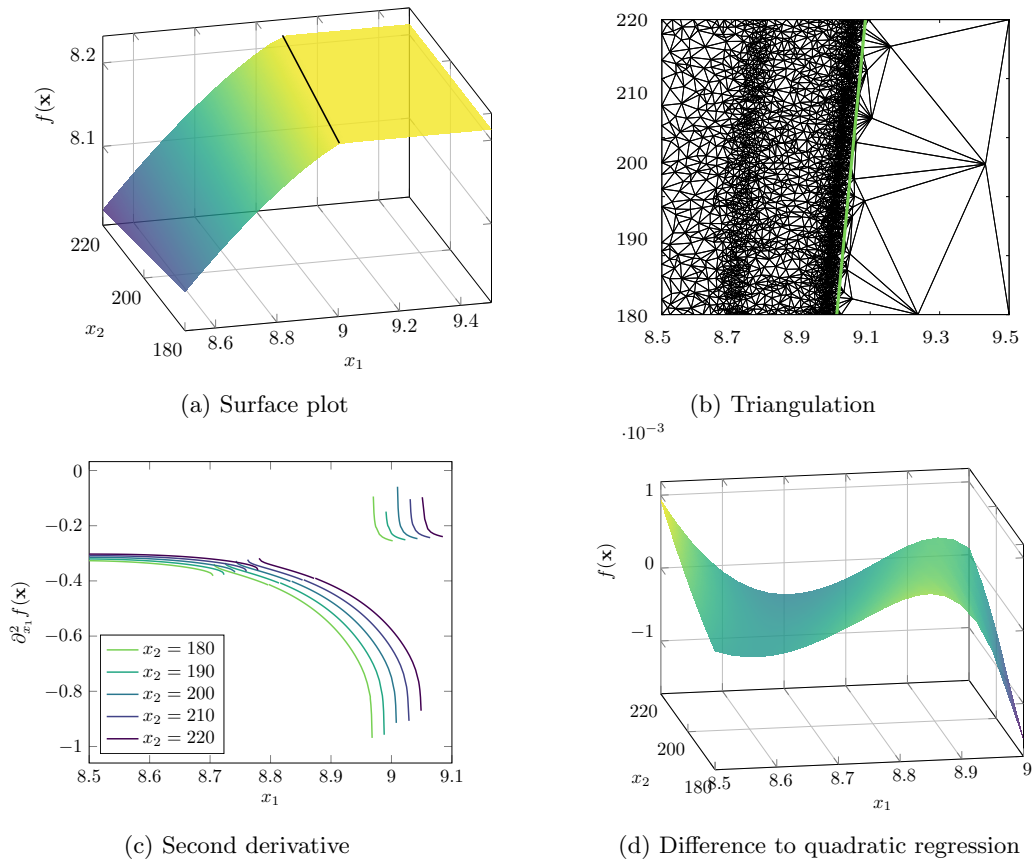 8.2
8.1
f(x)
220
200
180
x₂
8.6
8.8
9
9.2
9.4
x₁
(a) Surface plot
220
210
200
190
180
8.5
8.7
8.9
9.1
9.3
9.5
(b) Triangulation
0
−0.2
−0.4
−0.6
−0.8
−1
∂²ₓ₁f(x)
x₂ = 180
x₂ = 190
x₂ = 200
x₂ = 210
x₂ = 220
8.5
8.6
8.7
8.8
8.9
9
9.1
x₁
(c) Second derivative
·10⁻³
1
0
−1
f(x)
220
200
180
x₂
8.5
8.6
8.7
8.8
8.9
9
x₁
(d) Difference to quadratic regression